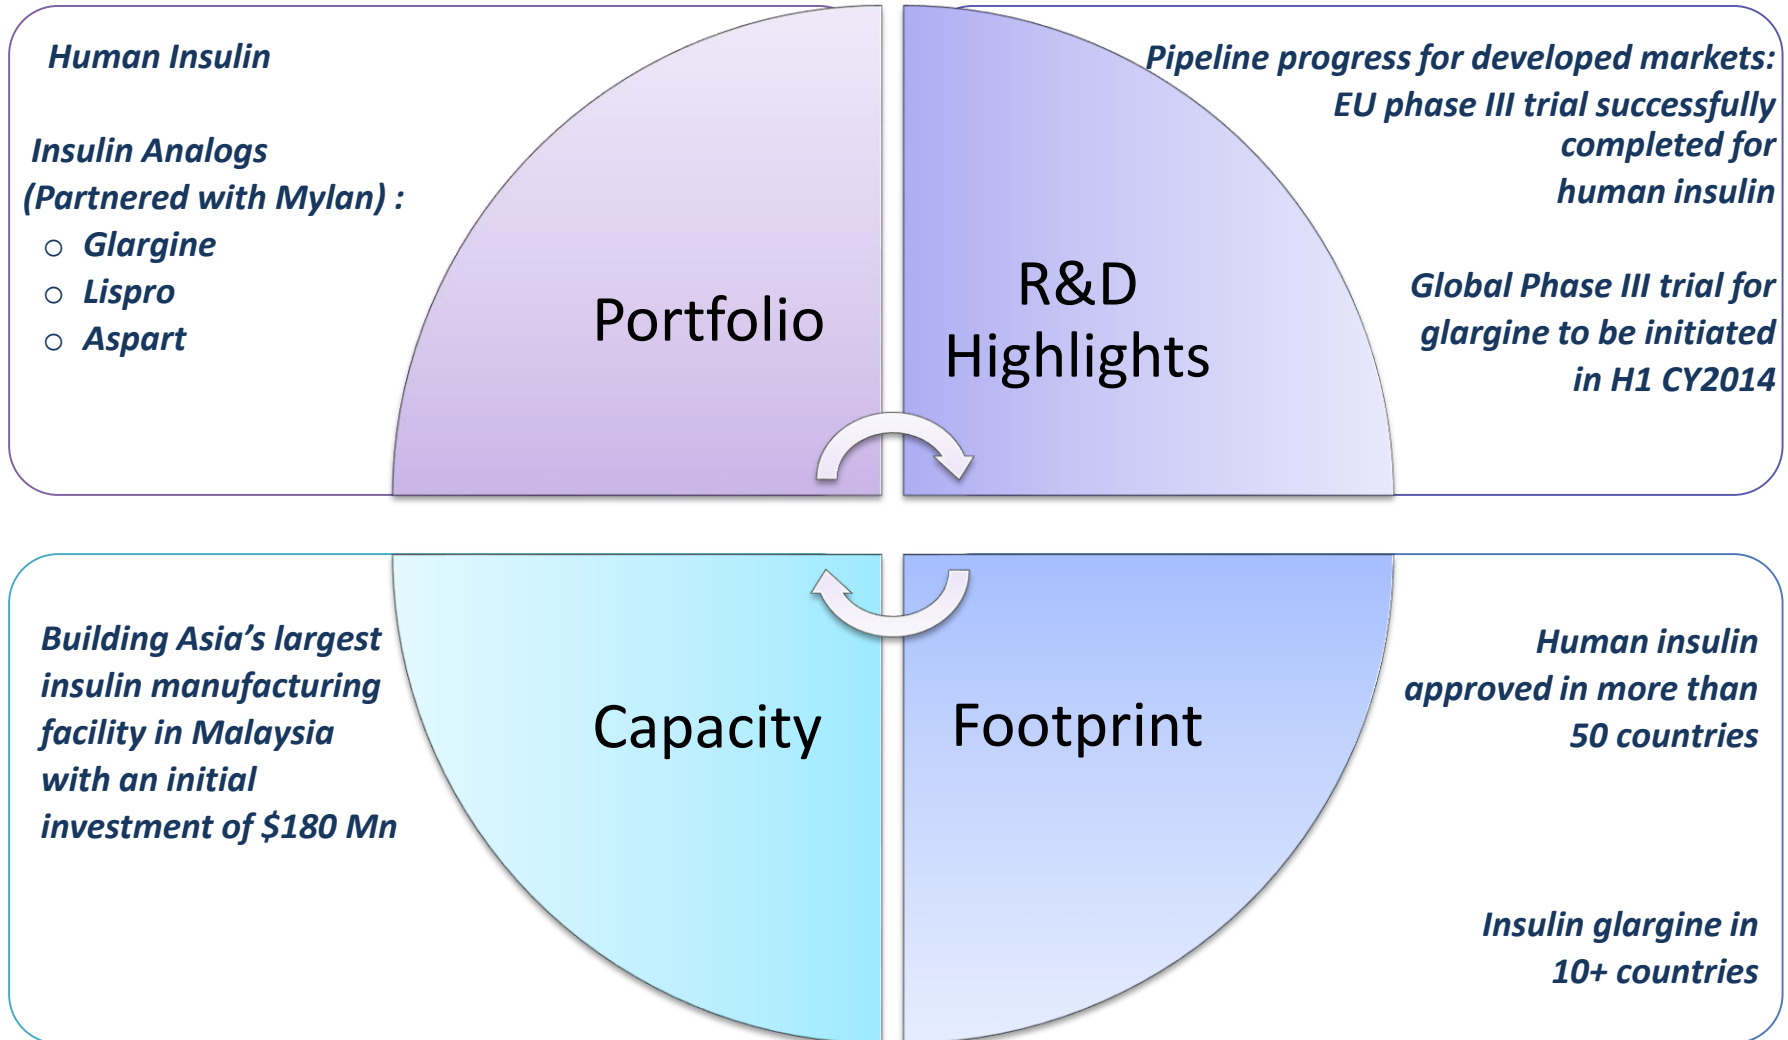 Human Insulin
Insulin Analogs
(Partnered with Mylan) :
o Glargine
o Lispro
o Aspart
Portfolio
R&D
Highlights
Pipeline progress for developed markets:
EU phase III trial successfully
completed for
human insulin
Global Phase III trial for
glargine to be initiated
in H1 CY2014
Building Asia’s largest
insulin manufacturing
facility in Malaysia
with an initial
investment of $180 Mn
Capacity
Footprint
Human insulin
approved in more than
50 countries
Insulin glargine in
10+ countries